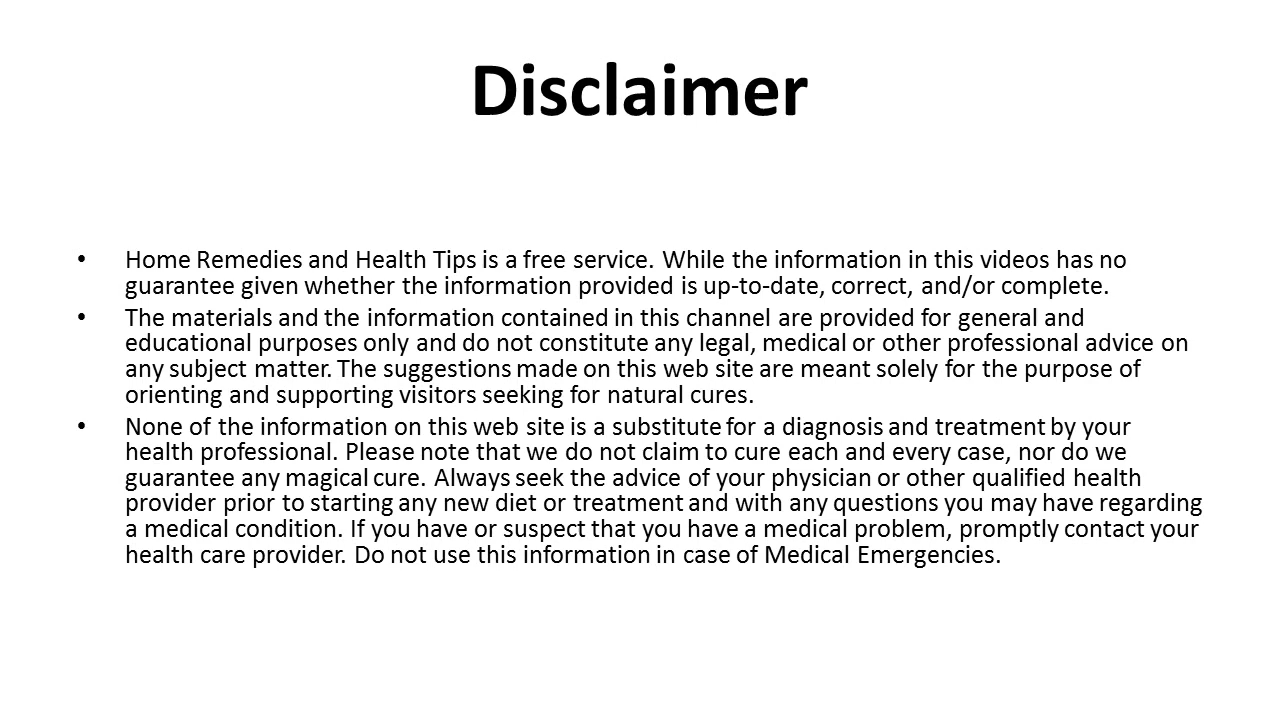 Disclaimer
• Home Remedies and Health Tips is a free service. While the information in this videos has no
guarantee given whether the information provided is up-to-date, correct, and/or complete.
• The materials and the information contained in this channel are provided for general and
educational purposes only and do not constitute any legal, medical or other professional advice on
any subject matter. The suggestions made on this web site are meant solely for the purpose of
orienting and supporting visitors seeking for natural cures.
• None of the information on this web site is a substitute for a diagnosis and treatment by your
health professional. Please note that we do not claim to cure each and every case, nor do we
guarantee any magical cure. Always seek the advice of your physician or other qualified health
provider prior to starting any new diet or treatment and with any questions you may have regarding
a medical condition. If you have or suspect that you have a medical problem, promptly contact your
health care provider. Do not use this information in case of Medical Emergencies.